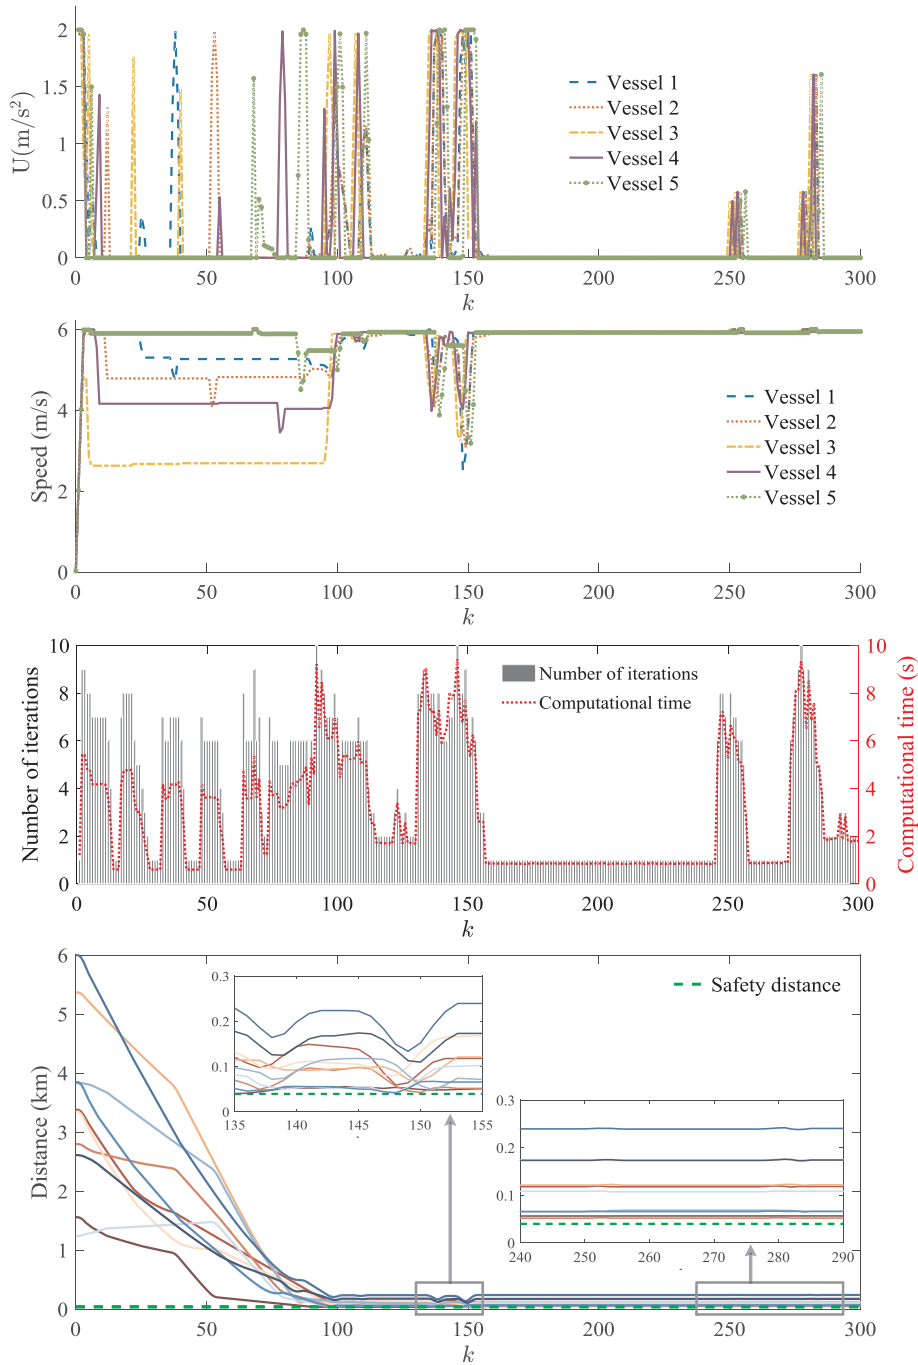 2
1.5
1
0.5
0
U(m/s²)
Vessel 1
Vessel 2
Vessel 3
Vessel 4
Vessel 5
0 50 100 150 200 250 300
k
6
4
2
0
Speed (m/s)
Vessel 1
Vessel 2
Vessel 3
Vessel 4
Vessel 5
0 50 100 150 200 250 300
k
10 10
8 8
6 6
4 4
2 2
0 0
Number of iterations
Computational time (s)
Number of iterations
Computational time
0 50 100 150 200 250 300
k
6
5
4
3
2
1
0
Distance (km)
Safety distance
0.3
0.2
0.1
0
135 140 145 150 155
0.3
0.2
0.1
0
240 250 260 270 280 290
0 50 100 150 200 250 300
k